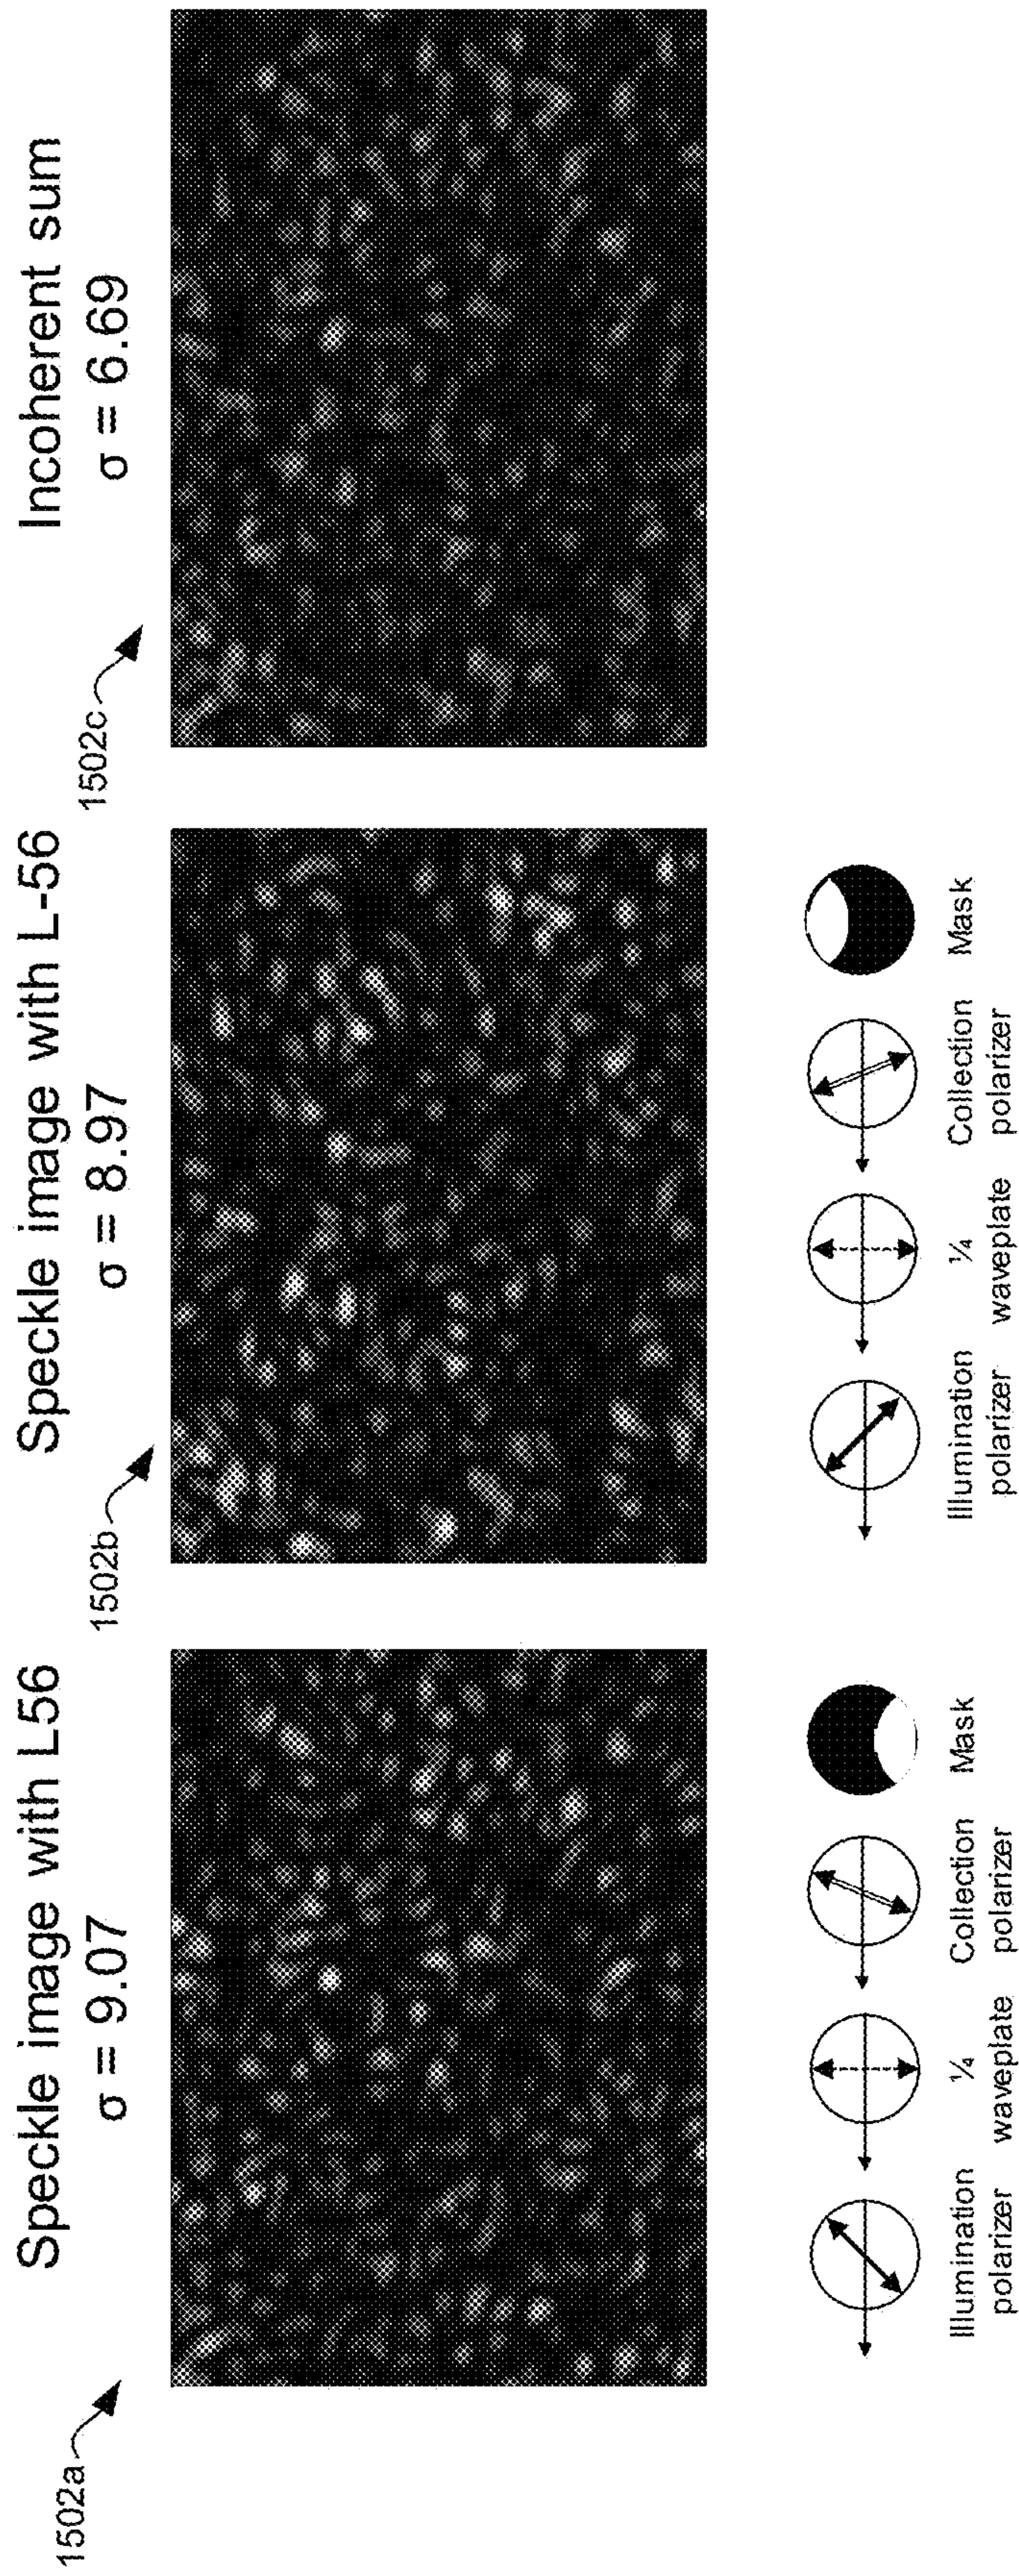 1502a
Speckle image with L56
σ = 9.07
Illumination
polarizer
¼
waveplate
Collection
polarizer
Mask
1502b
Speckle image with L-56
σ = 8.97
Illumination
polarizer
¼
waveplate
Collection
polarizer
Mask
1502c
Incoherent sum
σ = 6.69